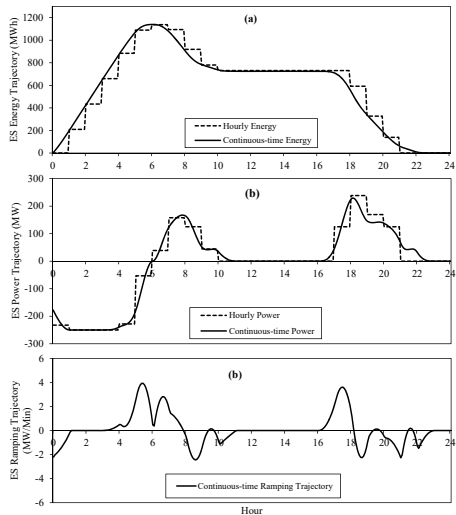 (a)
ES Energy Trajectory (MWh)
1200
1000
800
600
400
200
0
Hourly Energy
Continuous-time Energy
0 2 4 6 8 10 12 14 16 18 20 22 24
(b)
ES Power Trajectory (MW)
300
200
100
0
-100
-200
-300
Hourly Power
Continuous-time Power
0 2 4 6 8 10 12 14 16 18 20 22 24
(b)
ES Ramping Trajectory
(MW/Min)
6
4
2
0
-2
-4
-6
0 2 4 6 8 10 12 14 16 18 20 22 24
Continuous-time Ramping Trajectory
Hour